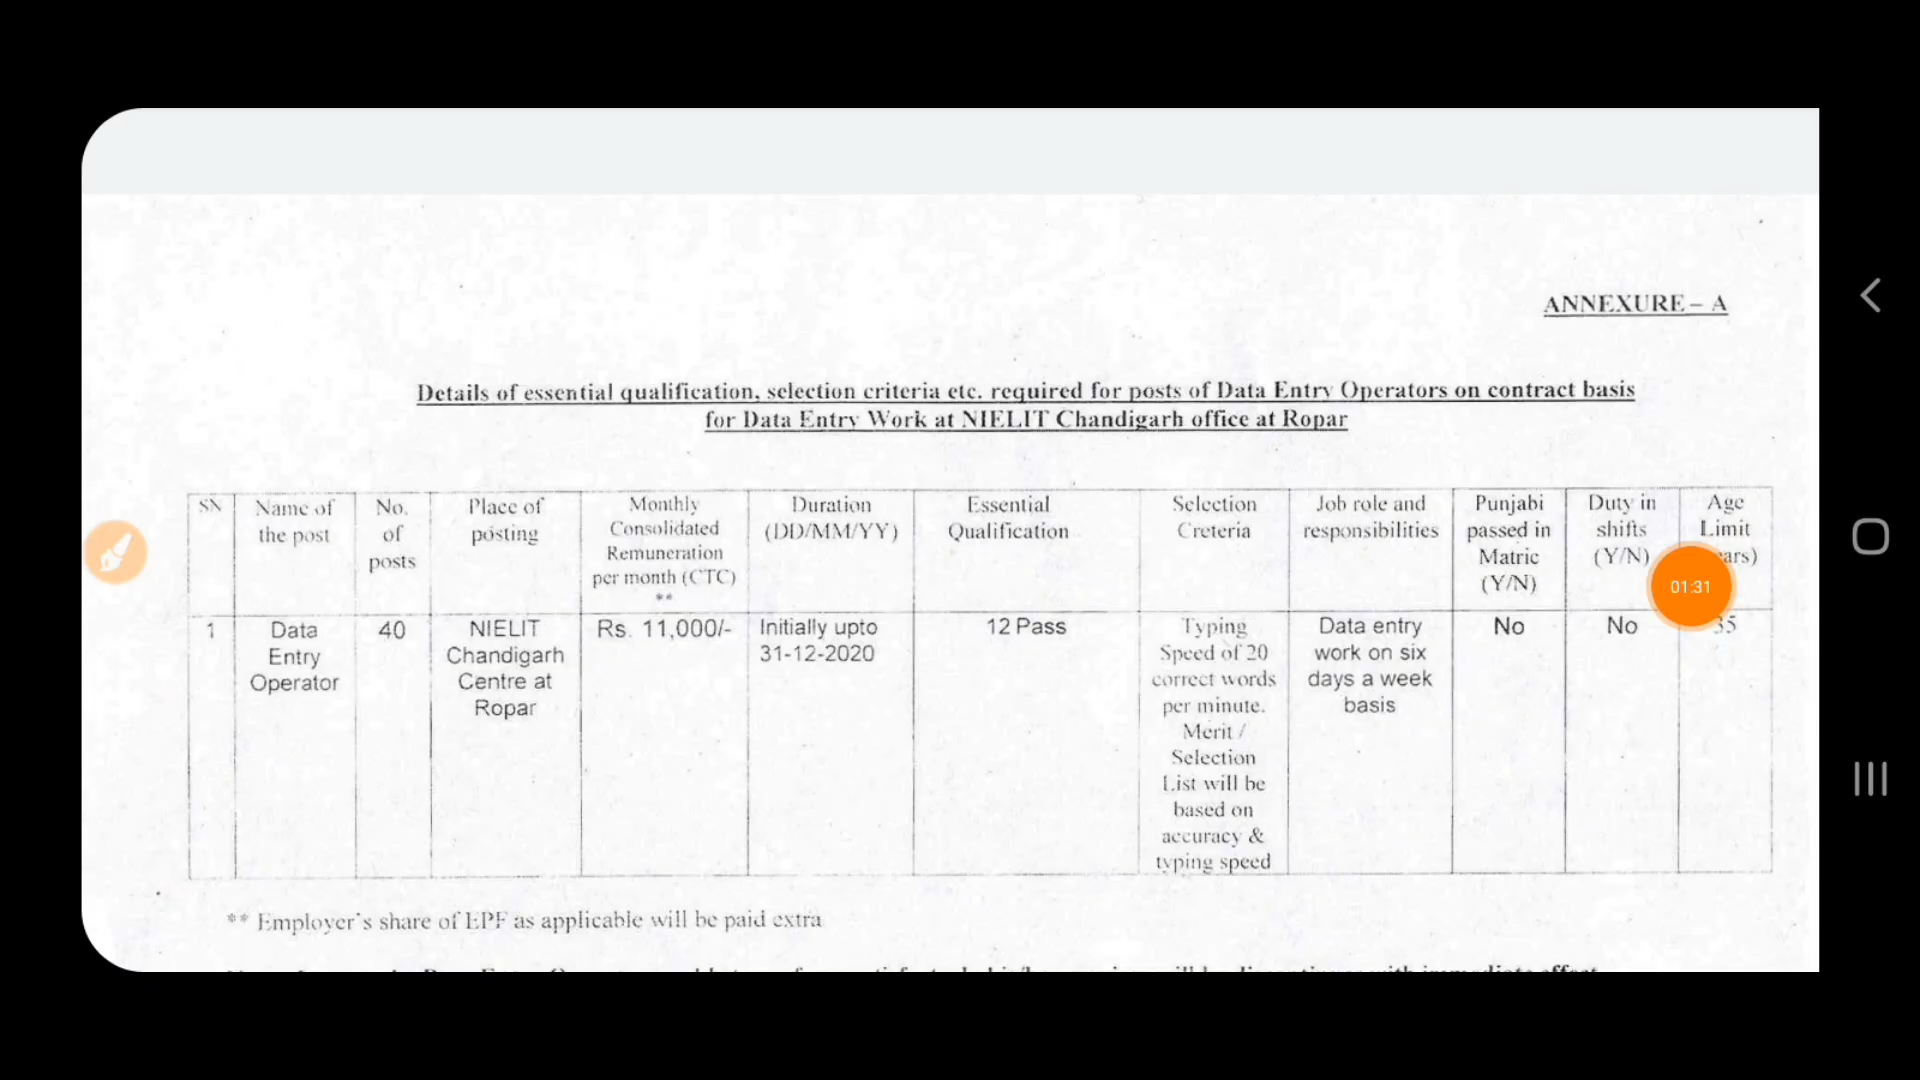 ANNEXURE – A
Details of essential qualification, selection criteria etc. required for posts of Data Entry Operators on contract basis
for Data Entry Work at NIELIT Chandigarh office at Ropar
SN
Name of
the post
No.
of
posts
Place of
posting
Monthly
Consolidated
Remuneration
per month (CTC)
**
Duration
(DD/MM/YY)
Essential
Qualification
Selection
Creteria
Job role and
responsibilities
Punjabi
passed in
Matric
(Y/N)
Duty in
shifts
(Y/N)
Age
Limit
01:31
1
Data
Entry
Operator
40
NIELIT
Chandigarh
Centre at
Ropar
Rs. 11,000/-
Initially upto
31-12-2020
12 Pass
Typing
Speed of 20
correct words
per minute.
Merit /
Selection
List will be
based on
accuracy &
typing speed
Data entry
work on six
days a week
basis
No
No
35
** Employer's share of EPF as applicable will be paid extra